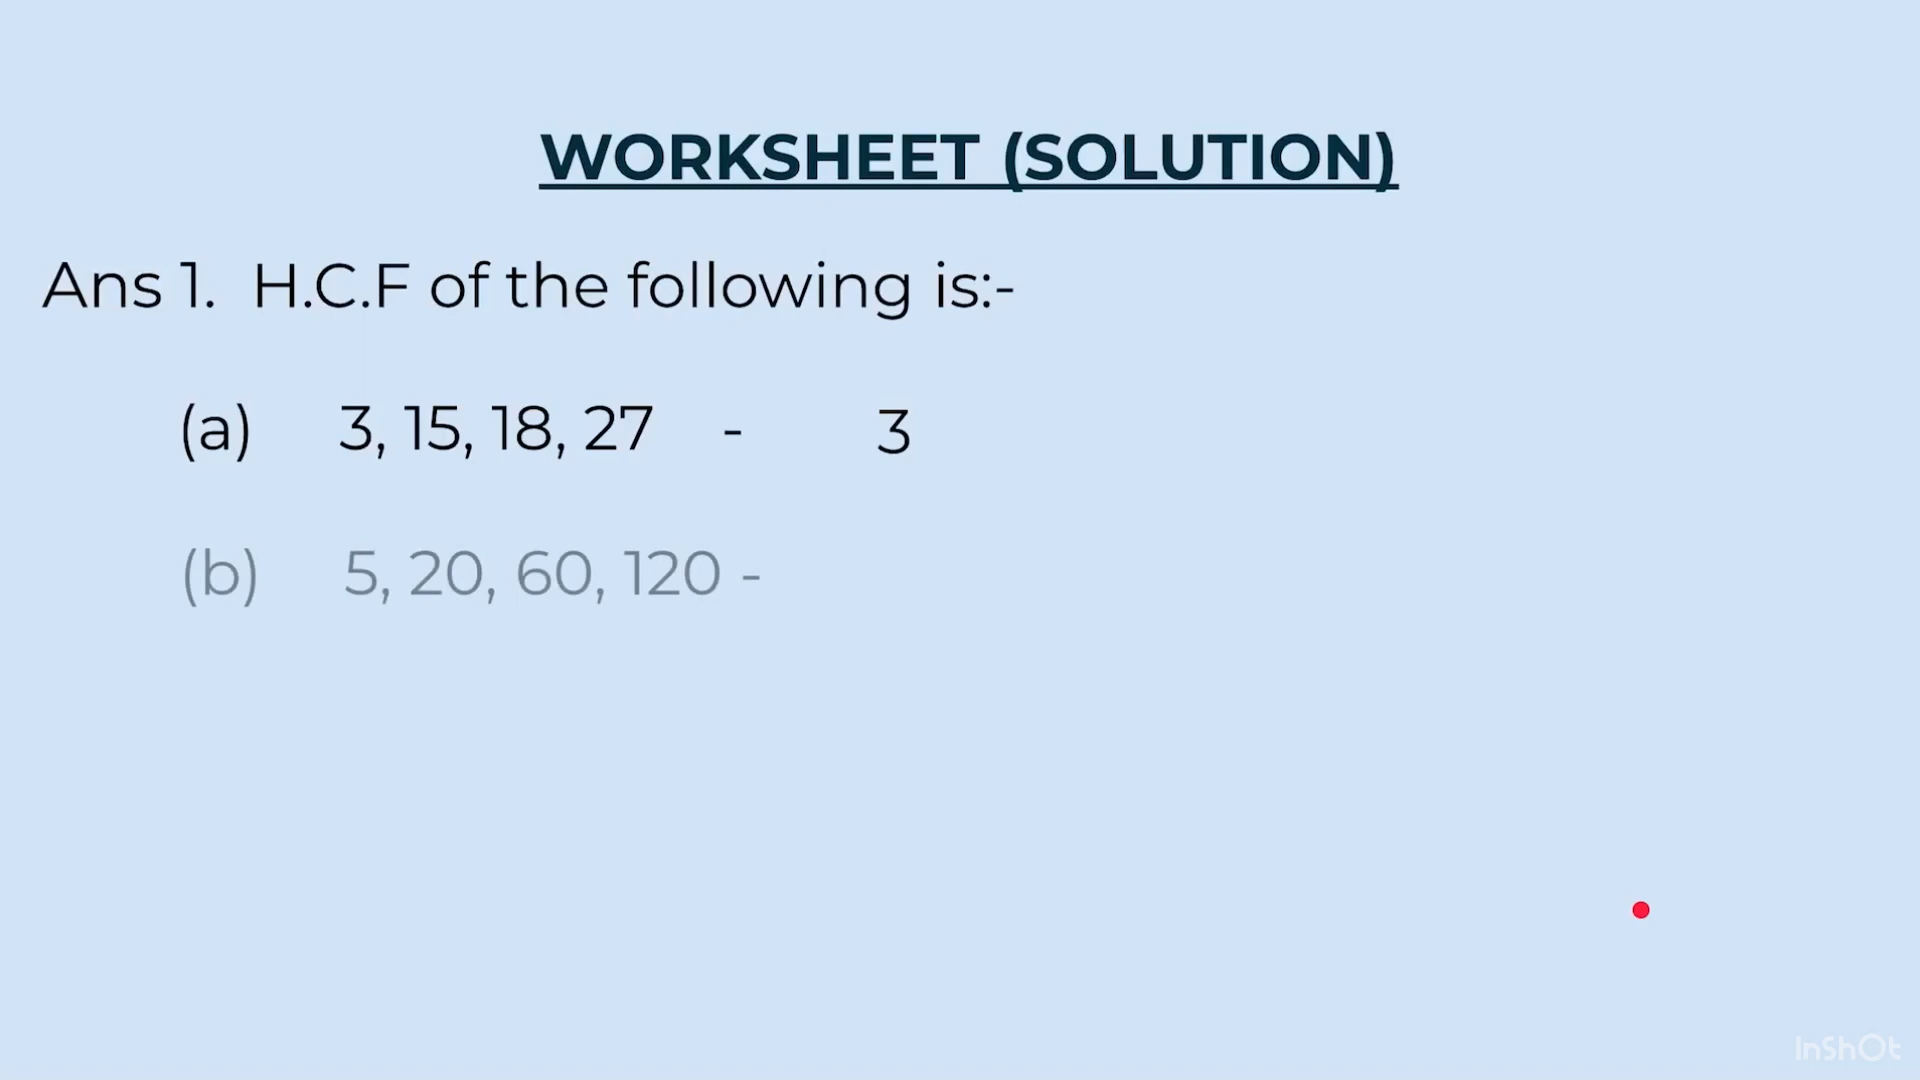 WORKSHEET (SOLUTION)
Ans 1. H.C.F of the following is:-
(a) 3, 15, 18, 27 - 3
(b) 5, 20, 60, 120 -
InShOt